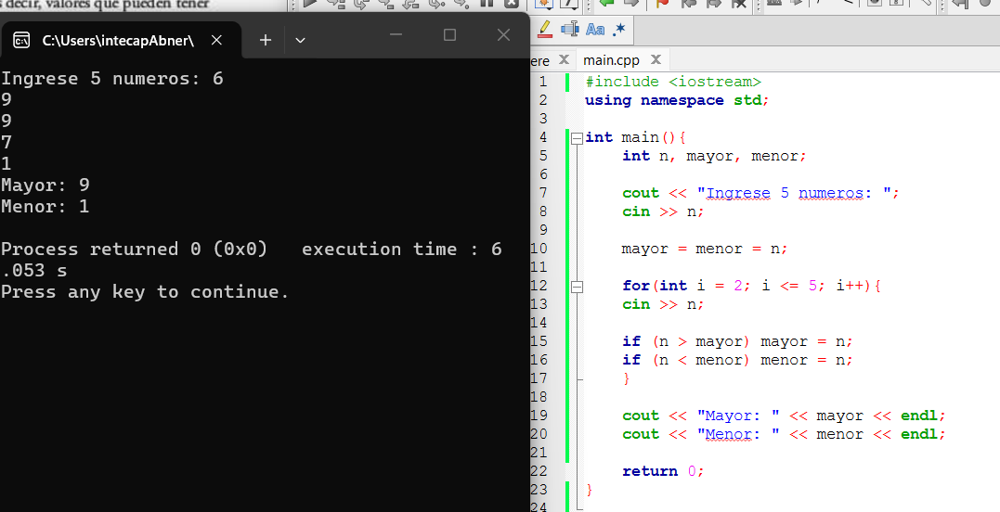 es decir, valores que pueden tener
C:\Users\intecapAbner\
Ingrese 5 numeros: 6
9
9
7
1
Mayor: 9
Menor: 1
Process returned 0 (0x0)   execution time : 6
.053 s
Press any key to continue.
Aa .*
ere
main.cpp
1 #include <iostream>
2 using namespace std;
3
4 int main(){
5     int n, mayor, menor;
6
7     cout << "Ingrese 5 numeros: ";
8     cin >> n;
9
10     mayor = menor = n;
11
12     for(int i = 2; i <= 5; i++){
13     cin >> n;
14
15     if (n > mayor) mayor = n;
16     if (n < menor) menor = n;
17     }
18
19     cout << "Mayor: " << mayor << endl;
20     cout << "Menor: " << menor << endl;
21
22     return 0;
23 }
24